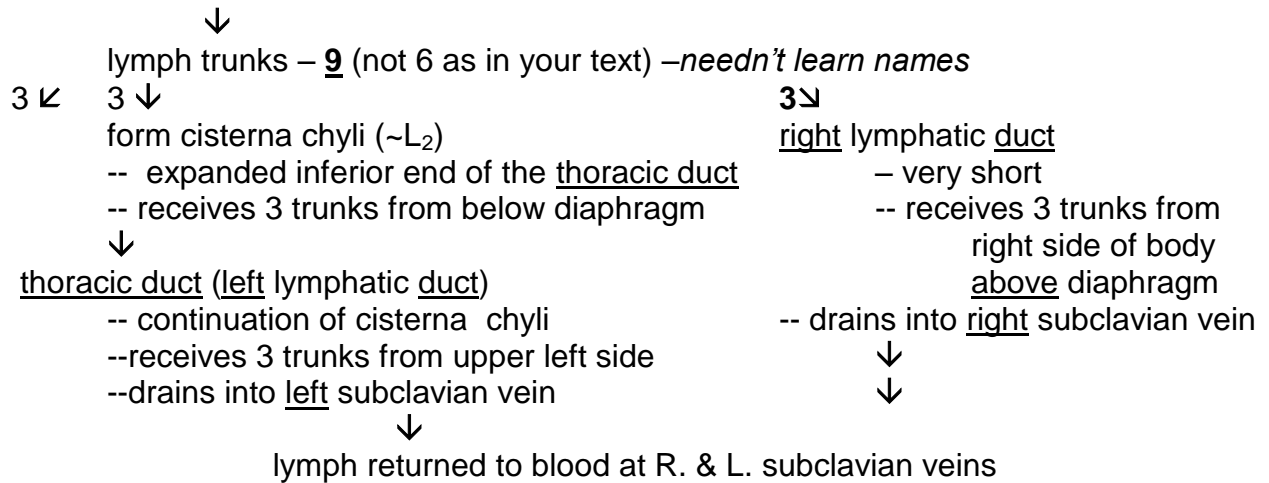 ↓
lymph trunks – 9 (not 6 as in your text) –needn't learn names
3 ↙ 3 ↓ 3↘
form cisterna chyli (~L₂) right lymphatic duct
-- expanded inferior end of the thoracic duct – very short
-- receives 3 trunks from below diaphragm -- receives 3 trunks from
↓ right side of body
thoracic duct (left lymphatic duct) above diaphragm
-- continuation of cisterna chyli -- drains into right subclavian vein
--receives 3 trunks from upper left side ↓
--drains into left subclavian vein ↓
↓
lymph returned to blood at R. & L. subclavian veins